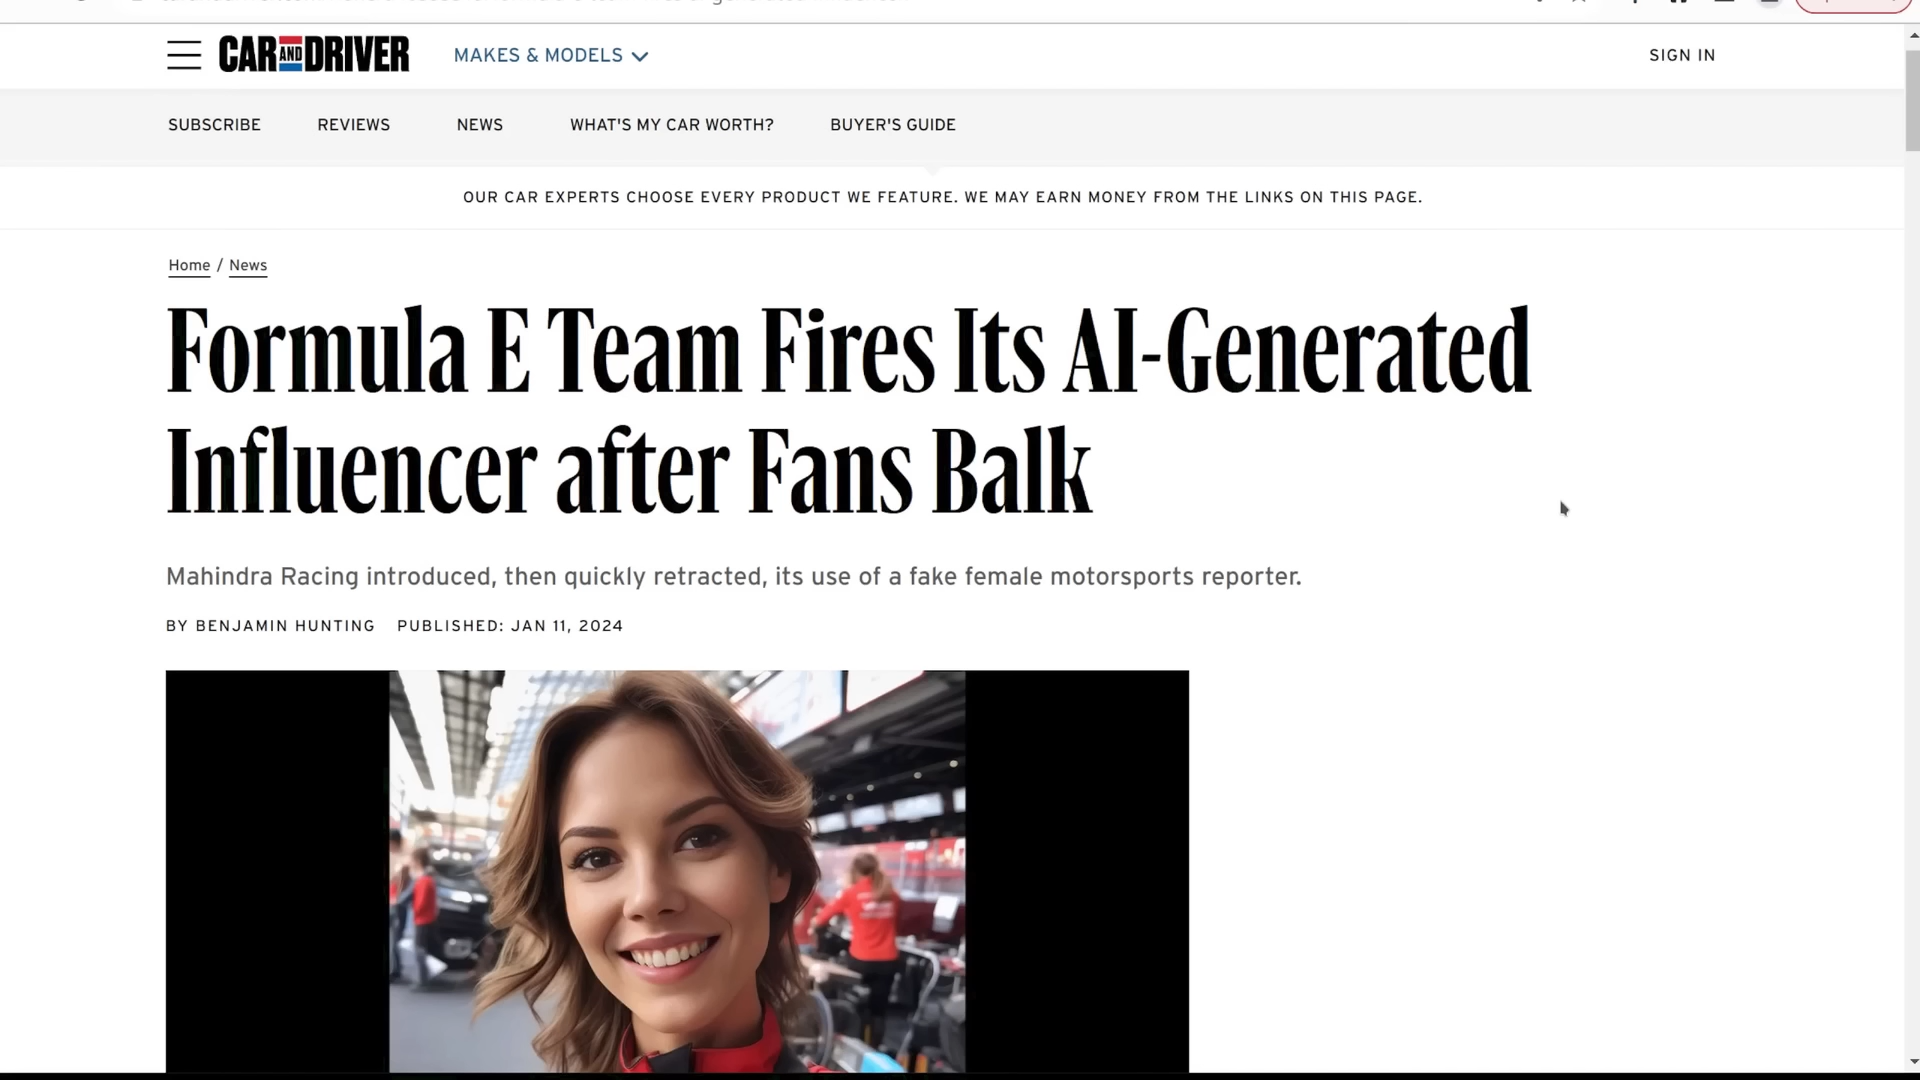 CAR AND DRIVER
MAKES & MODELS
SIGN IN
SUBSCRIBE
REVIEWS
NEWS
WHAT'S MY CAR WORTH?
BUYER'S GUIDE
OUR CAR EXPERTS CHOOSE EVERY PRODUCT WE FEATURE. WE MAY EARN MONEY FROM THE LINKS ON THIS PAGE.
Home / News
Formula E Team Fires Its AI-Generated
Influencer after Fans Balk
Mahindra Racing introduced, then quickly retracted, its use of a fake female motorsports reporter.
BY BENJAMIN HUNTING PUBLISHED: JAN 11, 2024